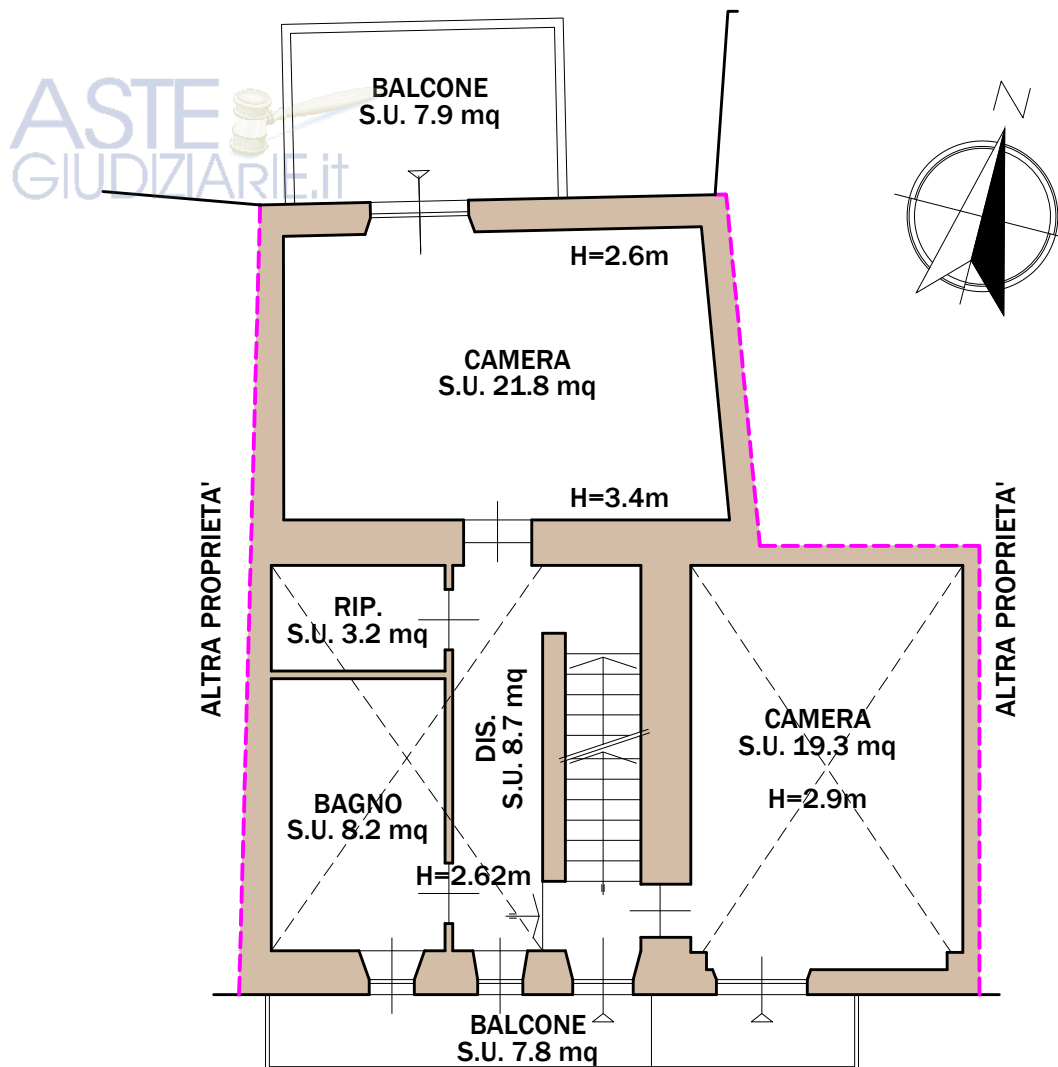 ASTE
GIUDIZIARIE.it
BALCONE
S.U. 7.9 mq
N
H=2.6m
CAMERA
S.U. 21.8 mq
H=3.4m
ALTRA PROPRIETA'
ALTRA PROPRIETA'
RIP.
S.U. 3.2 mq
DIS.
S.U. 8.7 mq
CAMERA
S.U. 19.3 mq
H=2.9m
BAGNO
S.U. 8.2 mq
H=2.62m
BALCONE
S.U. 7.8 mq